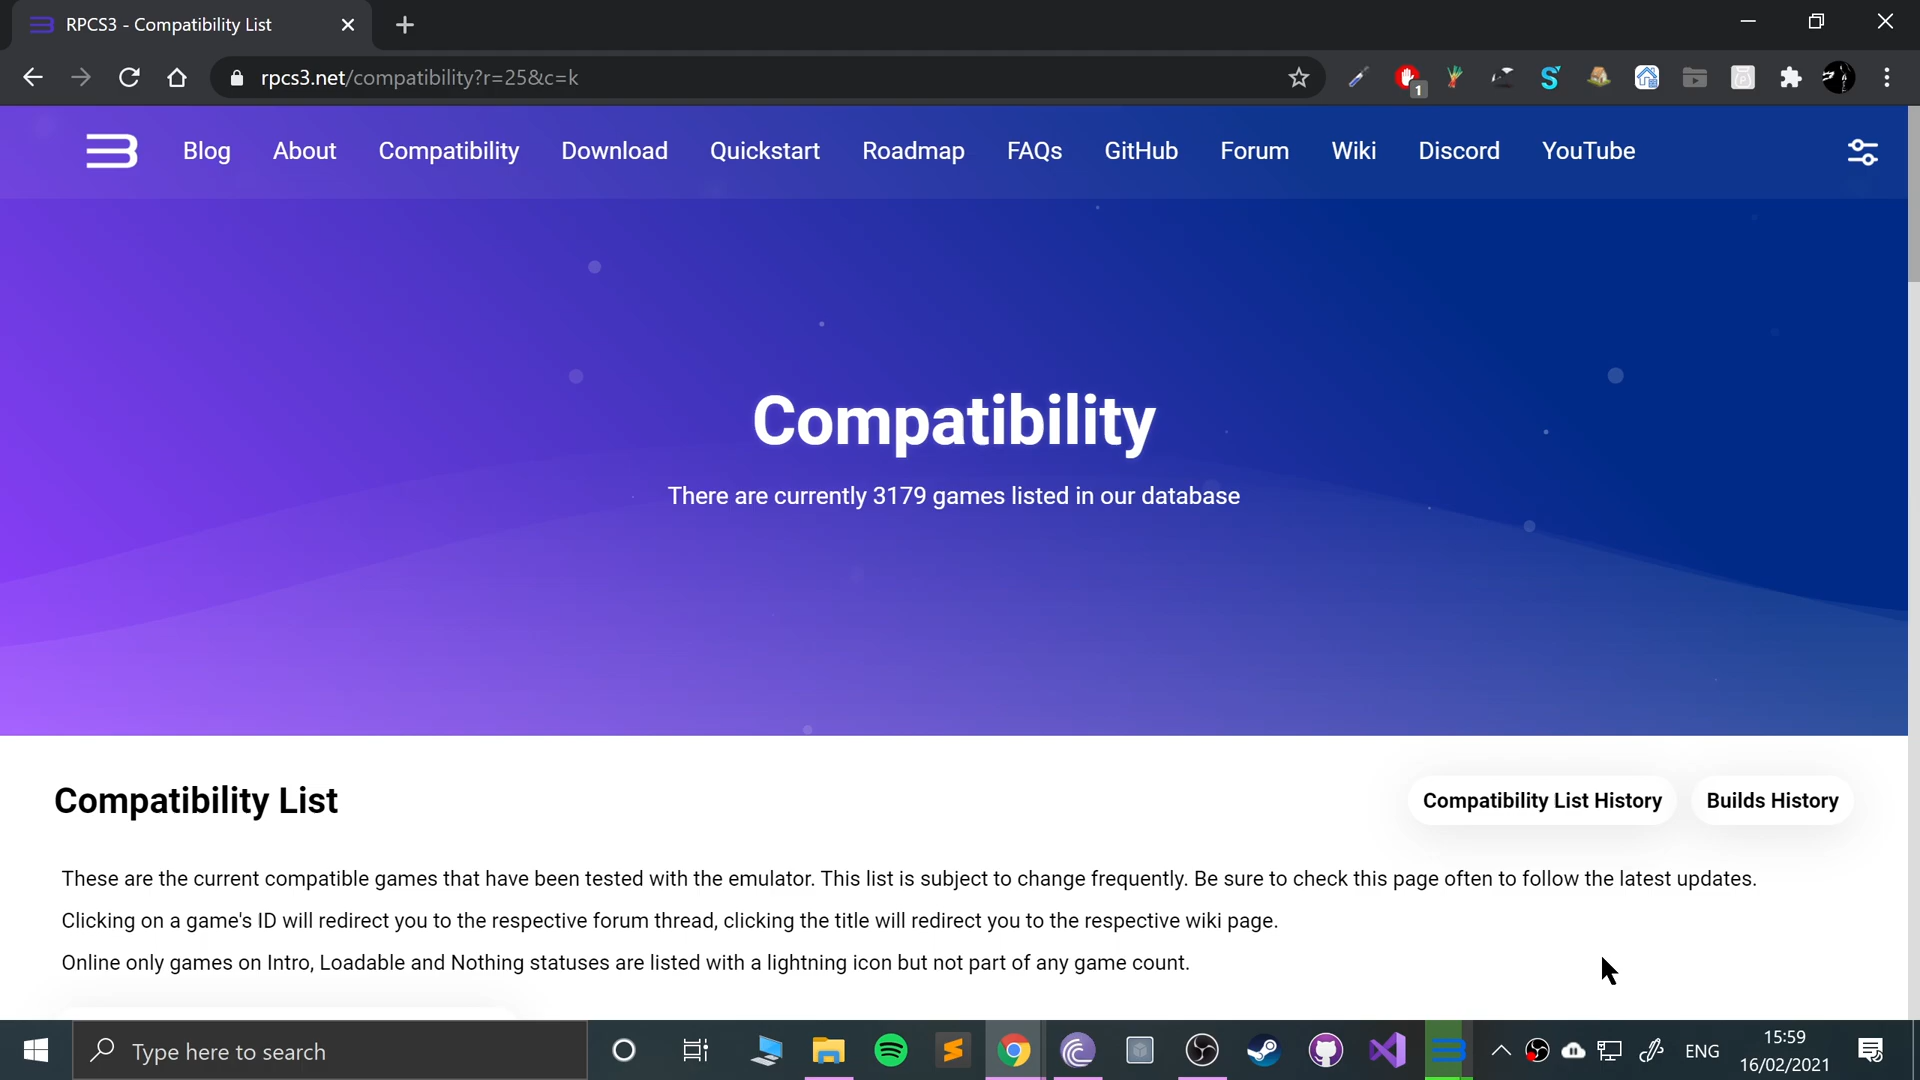 RPCS3 - Compatibility List
rpcs3.net/compatibility?r=25&c=k
1
Blog About Compatibility Download Quickstart Roadmap FAQs GitHub Forum Wiki Discord YouTube
Compatibility
There are currently 3179 games listed in our database
Compatibility List
Compatibility List History
Builds History
These are the current compatible games that have been tested with the emulator. This list is subject to change frequently. Be sure to check this page often to follow the latest updates.
Clicking on a game's ID will redirect you to the respective forum thread, clicking the title will redirect you to the respective wiki page.
Online only games on Intro, Loadable and Nothing statuses are listed with a lightning icon but not part of any game count.
Type here to search
ENG
15:59
16/02/2021